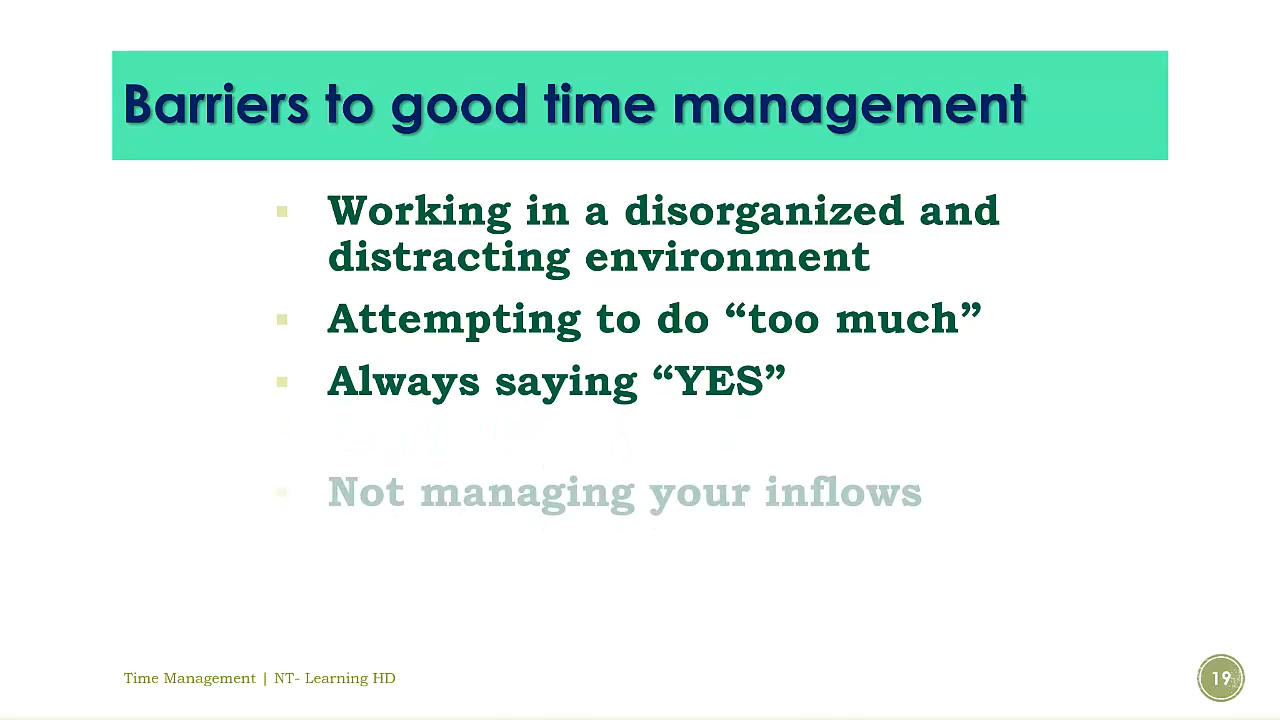 Barriers to good time management
Working in a disorganized and
distracting environment
Attempting to do “too much”
Always saying “YES”
Not managing your inflows
Time Management | NT- Learning HD
19